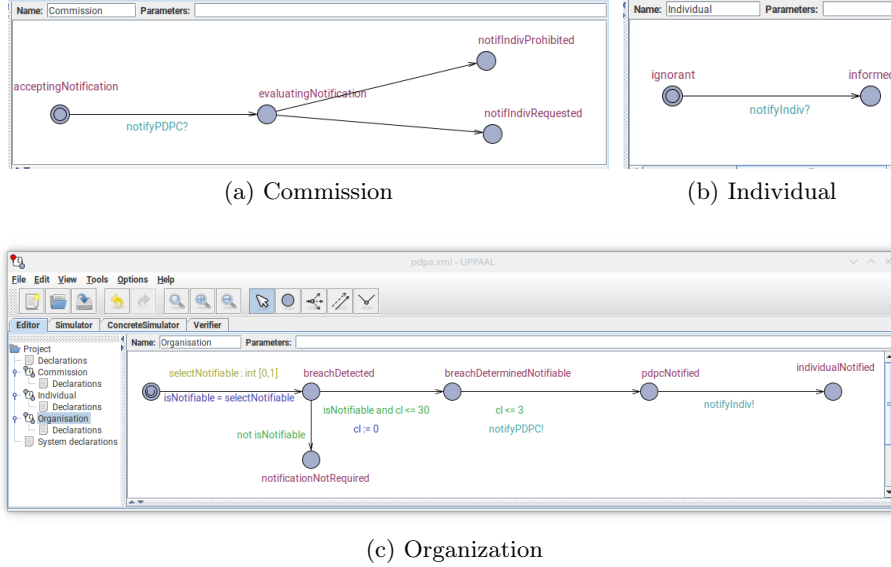 Name: Commission Parameters:
notifIndivProhibited
acceptingNotification
evaluatingNotification
notifyPDPC?
notifIndivRequested
(a) Commission
Name: Individual Parameters:
ignorant informed
notifyIndiv?
(b) Individual
pdpa.xml - UPPAAL
File Edit View Tools Options Help
Editor Simulator ConcreteSimulator Verifier
Project
Declarations
Commission
Declarations
Individual
Declarations
Organisation
Declarations
System declarations
Name: Organisation Parameters:
selectNotifiable : int [0,1] breachDetected breachDeterminedNotifiable pdpcNotified individualNotified
isNotifiable = selectNotifiable
isNotifiable and cl <= 30 cl <= 3 notifyIndiv!
cl := 0 notifyPDPC!
not isNotifiable
notificationNotRequired
(c) Organization